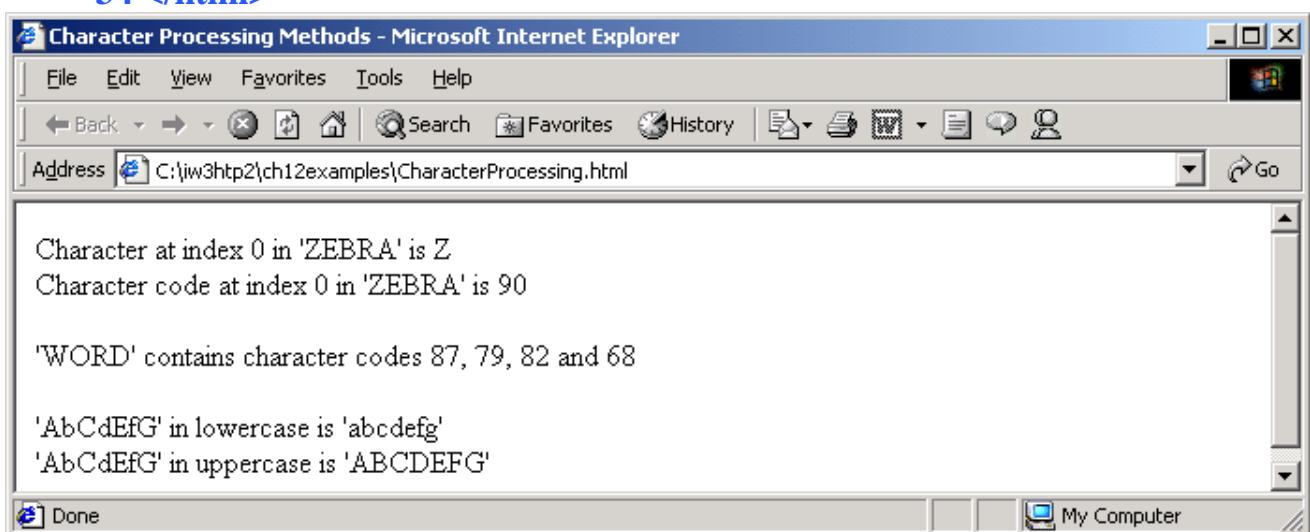 34 </html>
Character Processing Methods - Microsoft Internet Explorer
File Edit View Favorites Tools Help
Back Search Favorites History
Address C:\iw3htp2\ch12examples\CharacterProcessing.html Go
Character at index 0 in 'ZEBRA' is Z
Character code at index 0 in 'ZEBRA' is 90
'WORD' contains character codes 87, 79, 82 and 68
'AbCdEfG' in lowercase is 'abcdefg'
'AbCdEfG' in uppercase is 'ABCDEFG'
Done My Computer